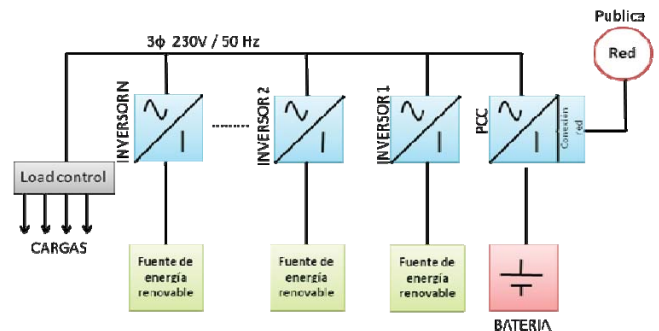 Publica
Red
3ϕ 230V / 50 Hz
INVERSOR N
INVERSOR 2
INVERSOR 1
PCC
Conexión
red
Load control
CARGAS
Fuente de
energía
renovable
Fuente de
energía
renovable
Fuente de
energía
renovable
BATERIA